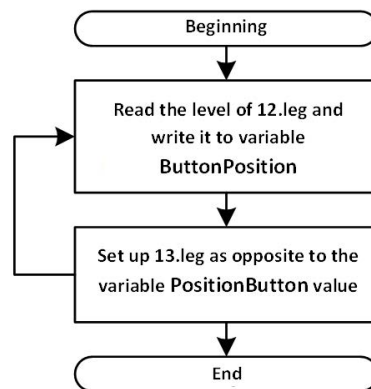 Beginning
Read the level of 12.leg and
write it to variable
ButtonPosition
Set up 13.leg as opposite to the
variable PositionButton value
End